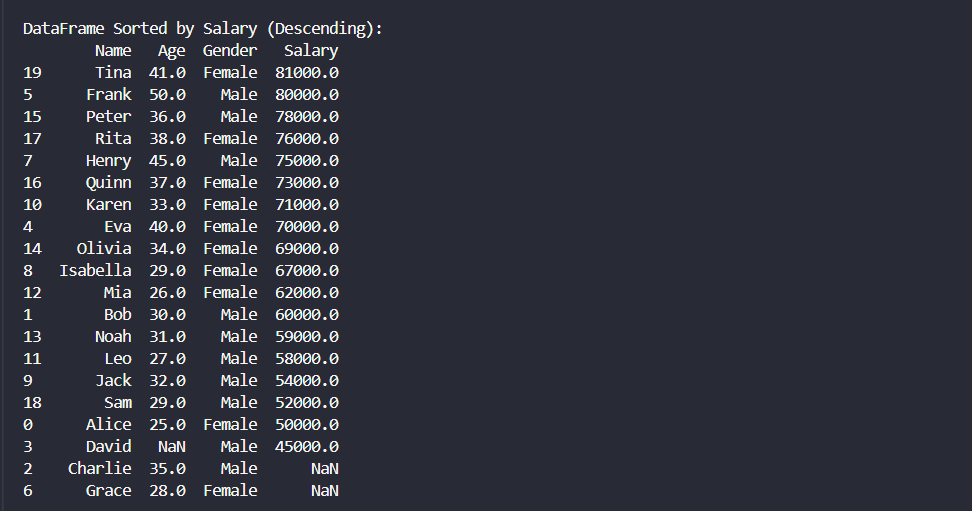 DataFrame Sorted by Salary (Descending):
        Name   Age  Gender   Salary
19      Tina  41.0  Female  81000.0
5      Frank  50.0    Male  80000.0
15     Peter  36.0    Male  78000.0
17      Rita  38.0  Female  76000.0
7      Henry  45.0    Male  75000.0
16     Quinn  37.0  Female  73000.0
10     Karen  33.0  Female  71000.0
4        Eva  40.0  Female  70000.0
14    Olivia  34.0  Female  69000.0
8   Isabella  29.0  Female  67000.0
12       Mia  26.0  Female  62000.0
1        Bob  30.0    Male  60000.0
13      Noah  31.0    Male  59000.0
11       Leo  27.0    Male  58000.0
9       Jack  32.0    Male  54000.0
18       Sam  29.0    Male  52000.0
0      Alice  25.0  Female  50000.0
3      David   NaN    Male  45000.0
2    Charlie  35.0    Male      NaN
6      Grace  28.0  Female      NaN